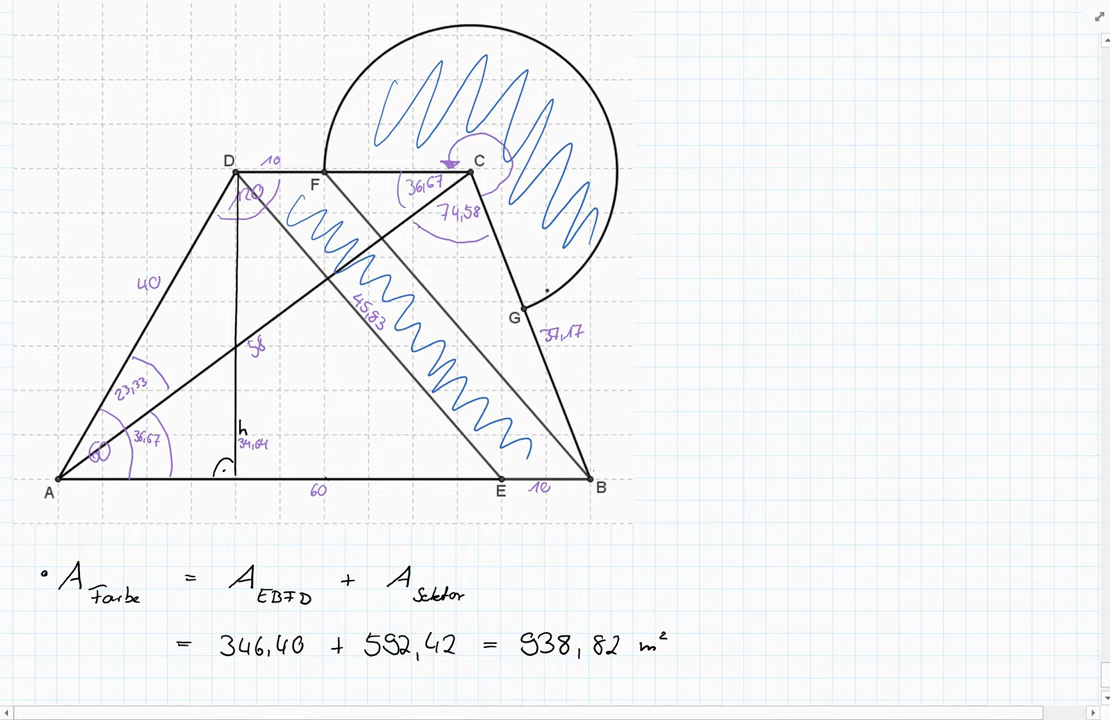 D 10 F C
120 36,67
74,58
40
45,83
G 37,17
58
23,33
h
60 36,67 34,64
A 60 E 10 B
• A Farbe = A EBFD + A Sektor
= 346,40 + 592,42 = 938,82 m²